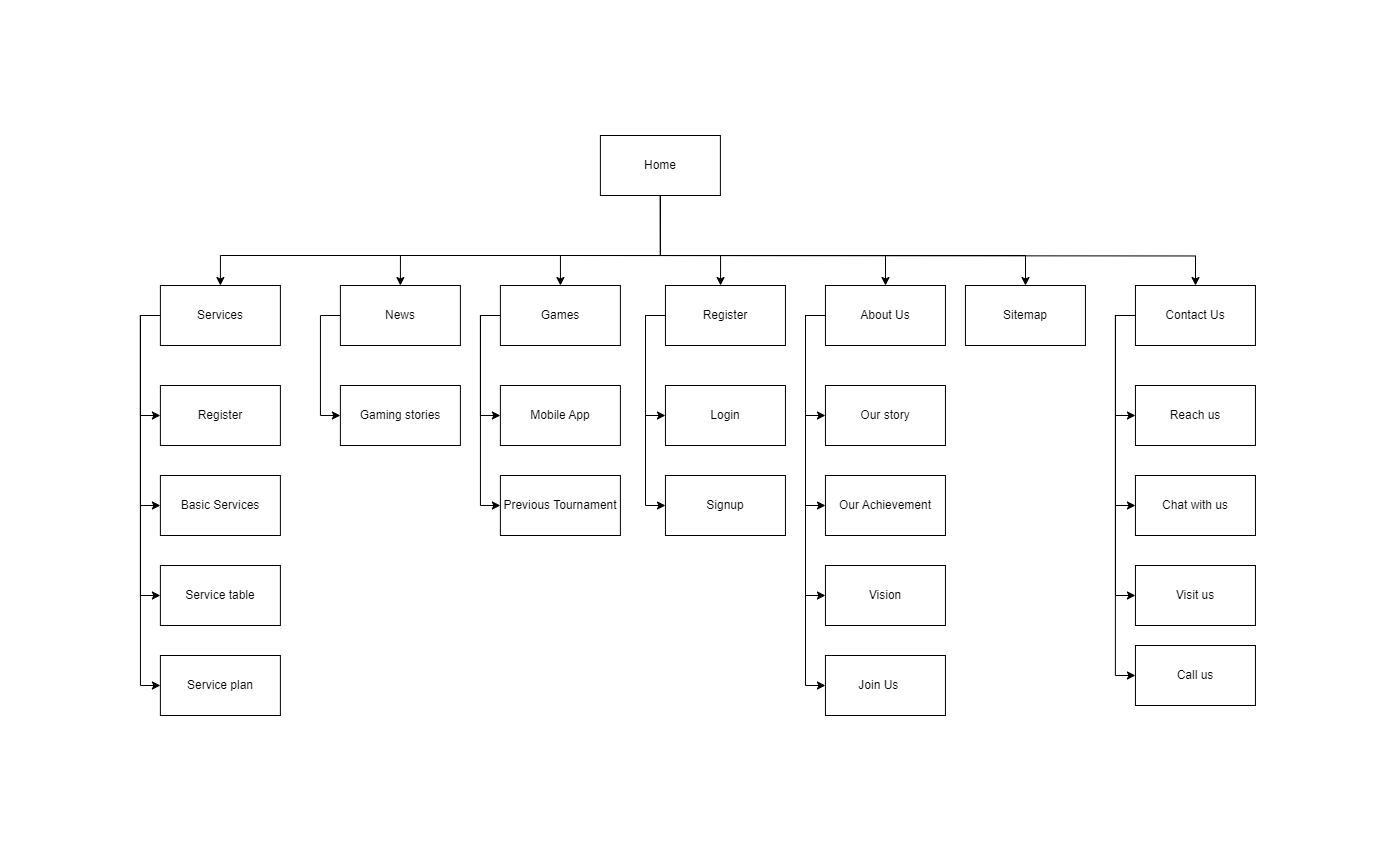 Home
Services
News
Games
Register
About Us
Sitemap
Contact Us
Register
Gaming stories
Mobile App
Login
Our story
Reach us
Basic Services
Previous Tournament
Signup
Our Achievement
Chat with us
Service table
Vision
Visit us
Service plan
Join Us
Call us